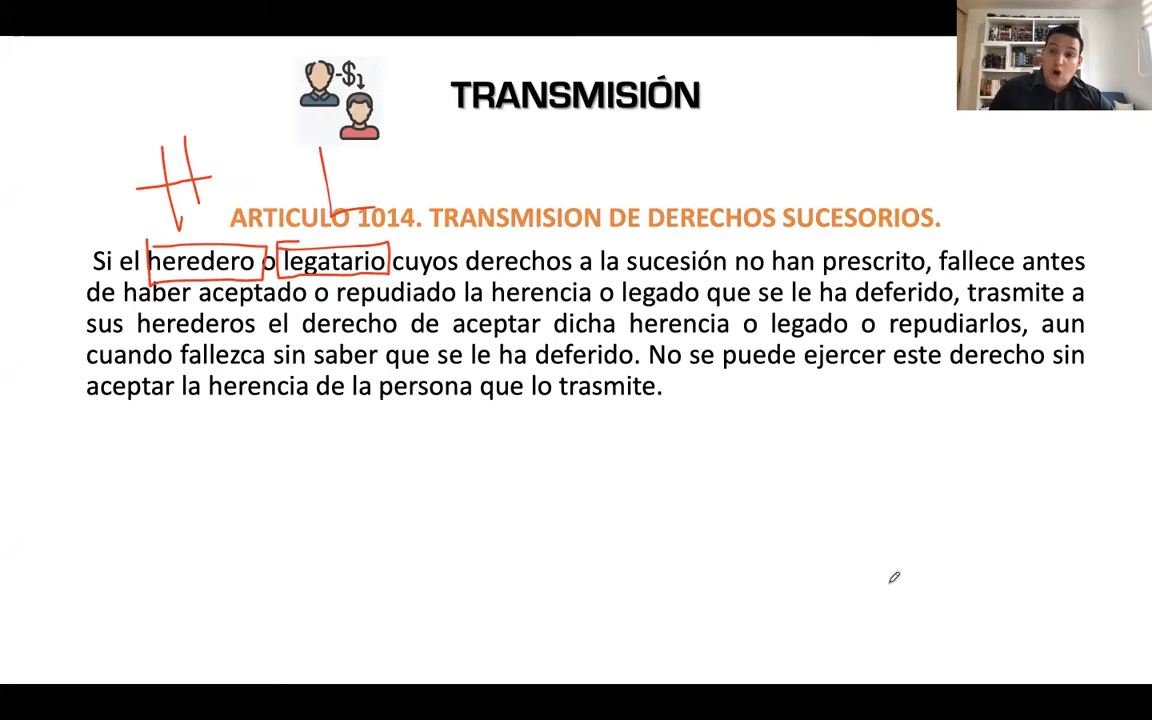 $
TRANSMISIÓN
H
L
ARTICULO 1014. TRANSMISION DE DERECHOS SUCESORIOS.
Si el heredero o legatario cuyos derechos a la sucesión no han prescrito, fallece antes
de haber aceptado o repudiado la herencia o legado que se le ha deferido, trasmite a
sus herederos el derecho de aceptar dicha herencia o legado o repudiarlos, aun
cuando fallezca sin saber que se le ha deferido. No se puede ejercer este derecho sin
aceptar la herencia de la persona que lo trasmite.